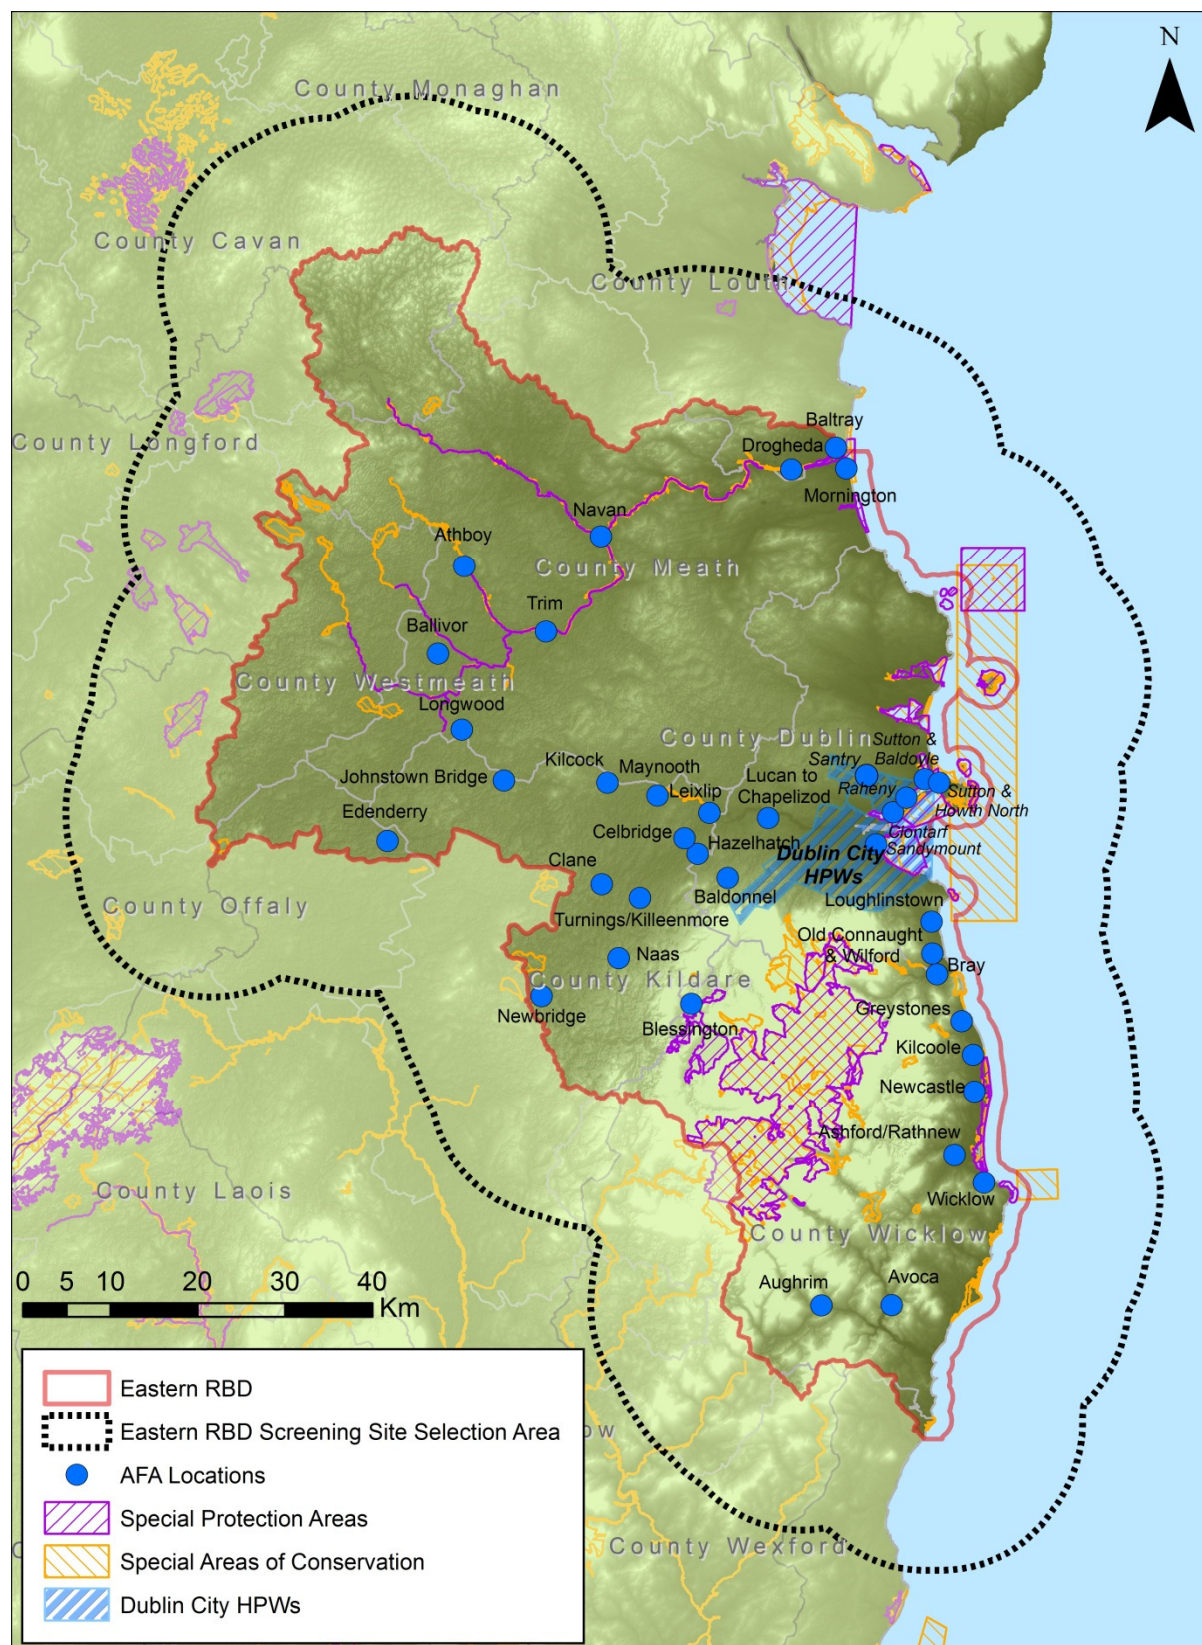 N
County Monaghan
County Cavan
County Louth
County Longford
Baltray
Drogheda
Mornington
Navan
Athboy
County Meath
Trim
Ballivor
County Westmeath
Longwood
County Dublin
Sutton &
Baldoyle
Santry
Kilcock
Maynooth
Johnstown Bridge
Lucan to
Chapelizod
Raheny
Leixlip
Sutton &
Howth North
Edenderry
Celbridge
Clontarf
Hazelhatch
Sandymount
Dublin City
HPWs
Clane
Baldonnel
Loughlinstown
County Offaly
Turnings/Killeenmore
Old Connaught
& Wilford
Naas
Bray
County Kildare
Newbridge
Blessington
Greystones
Kilcoole
Newcastle
Ashford/Rathnew
County Laois
Wicklow
County Wicklow
Aughrim
Avoca
0 5 10 20 30 40
Km
Eastern RBD
Eastern RBD Screening Site Selection Area
AFA Locations
Special Protection Areas
Special Areas of Conservation
Dublin City HPWs
ow
County Wexford